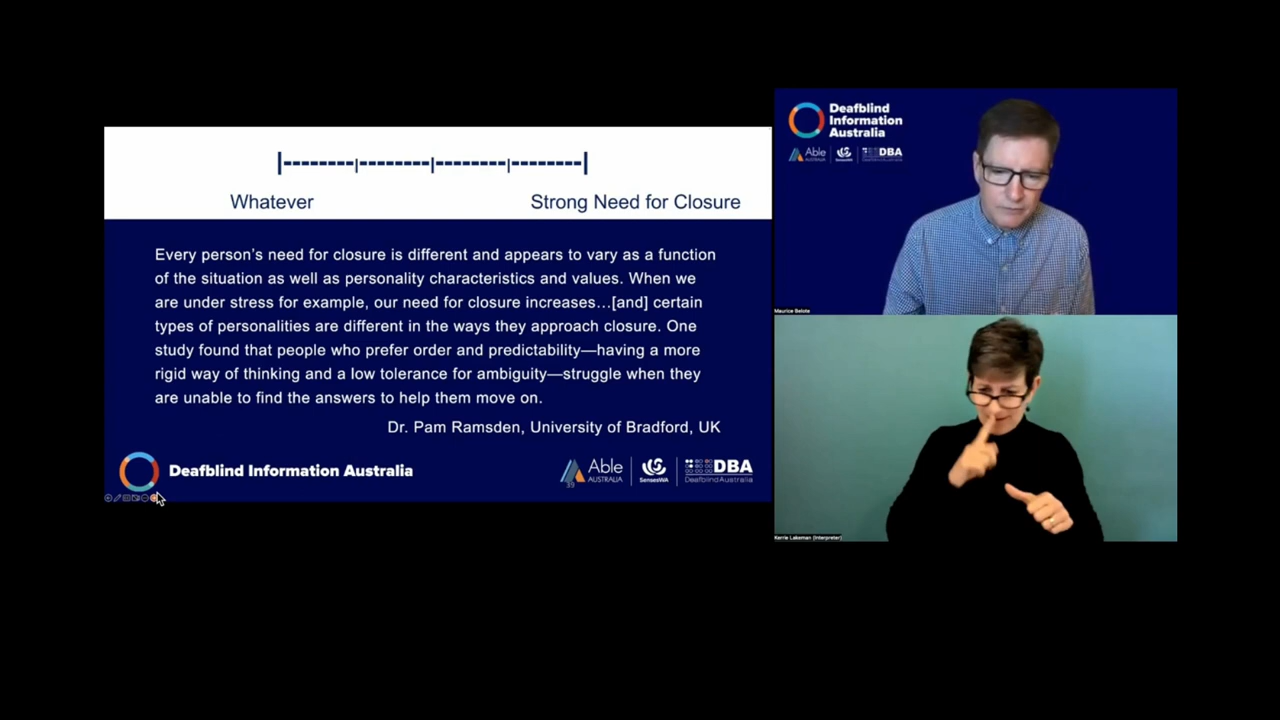 Whatever
Strong Need for Closure
Every person's need for closure is different and appears to vary as a function
of the situation as well as personality characteristics and values. When we
are under stress for example, our need for closure increases…[and] certain
types of personalities are different in the ways they approach closure. One
study found that people who prefer order and predictability—having a more
rigid way of thinking and a low tolerance for ambiguity—struggle when they
are unable to find the answers to help them move on.
Dr. Pam Ramsden, University of Bradford, UK
Deafblind Information Australia
Able
AUSTRALIA
39
SensesWA
DBA
DeafblindAustralia
Deafblind
Information
Australia
Able
AUSTRALIA
SensesWA
DBA
Maurice Belote
Kerrie Lakeman (Interpreter)